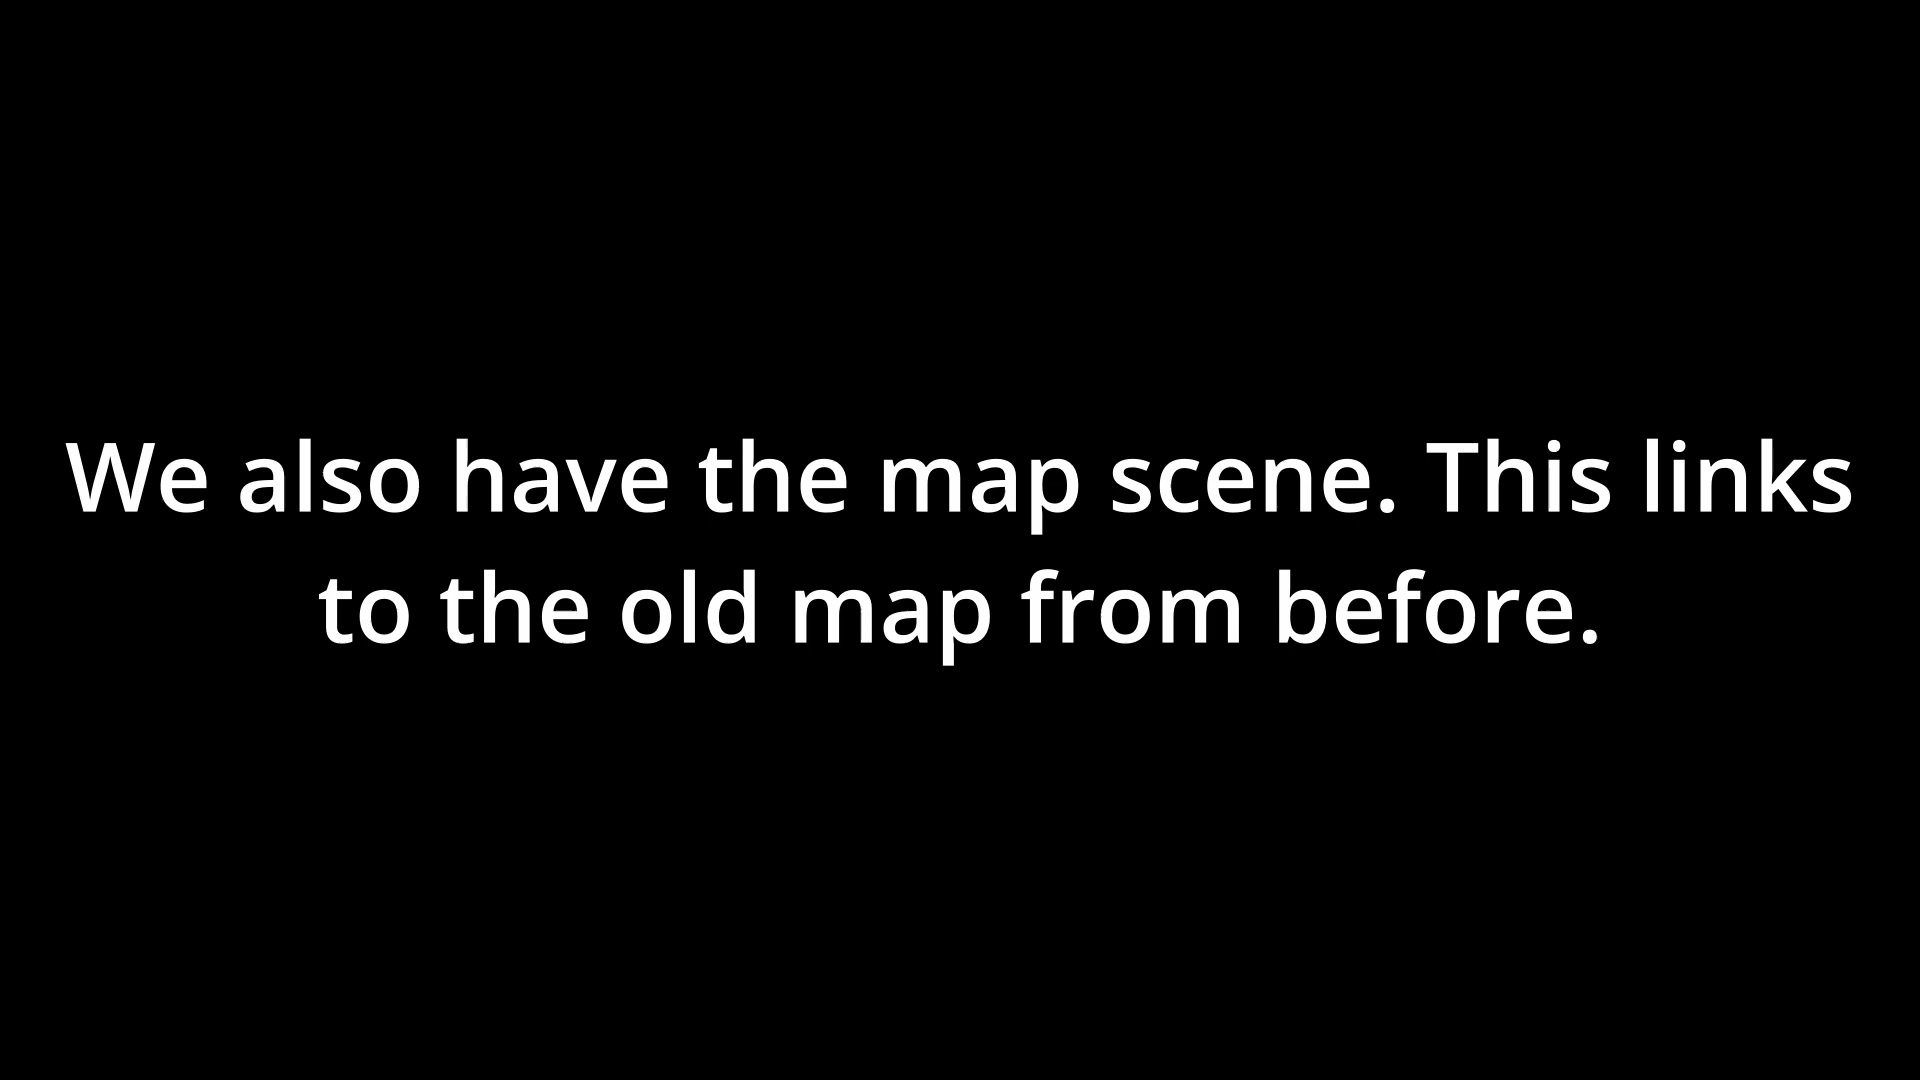 We also have the map scene. This links
to the old map from before.